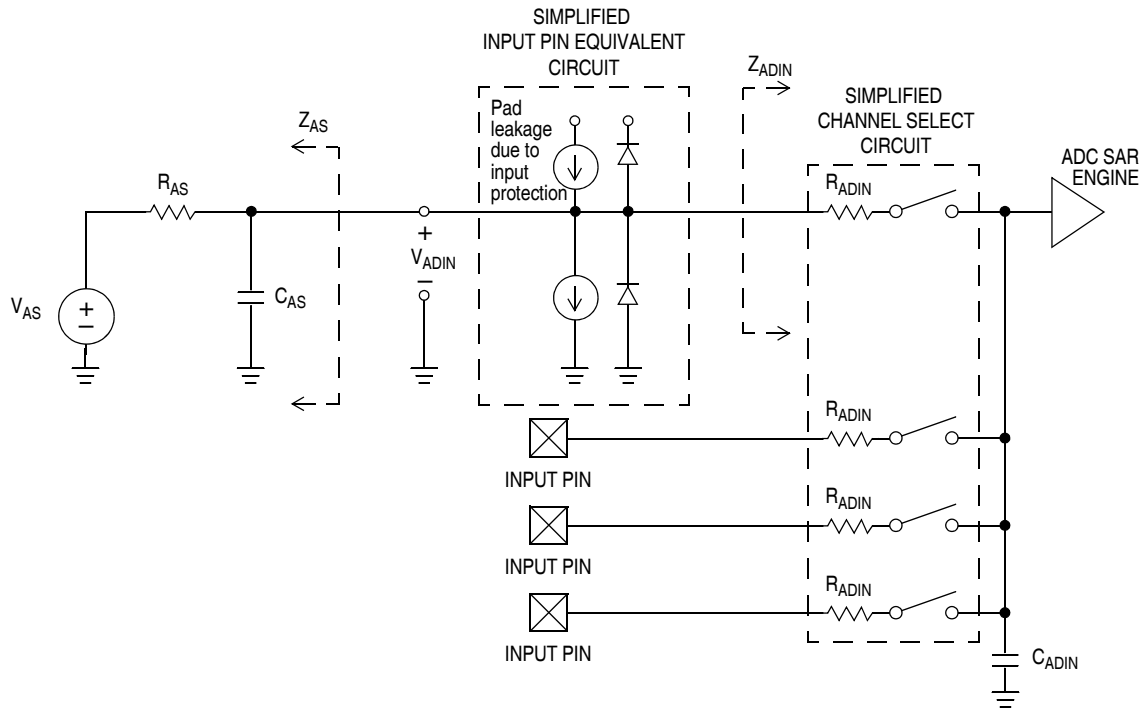 SIMPLIFIED
INPUT PIN EQUIVALENT
CIRCUIT
Z_ADIN
SIMPLIFIED
CHANNEL SELECT
CIRCUIT
Pad
leakage
due to
input
protection
Z_AS
R_AS
R_ADIN
ADC SAR
ENGINE
+
V_ADIN
−
V_AS
+
−
C_AS
R_ADIN
INPUT PIN
R_ADIN
INPUT PIN
R_ADIN
INPUT PIN
C_ADIN